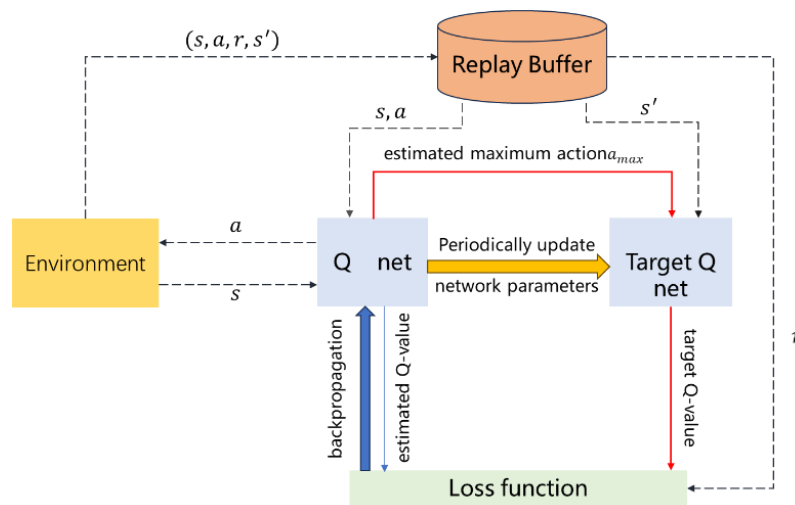 (s, a, r, s′)
Replay Buffer
s, a
s′
estimated maximum action a_max
Environment
a
s
Q net
Periodically update
network parameters
Target Q
net
backpropagation
estimated Q-value
target Q-value
Loss function